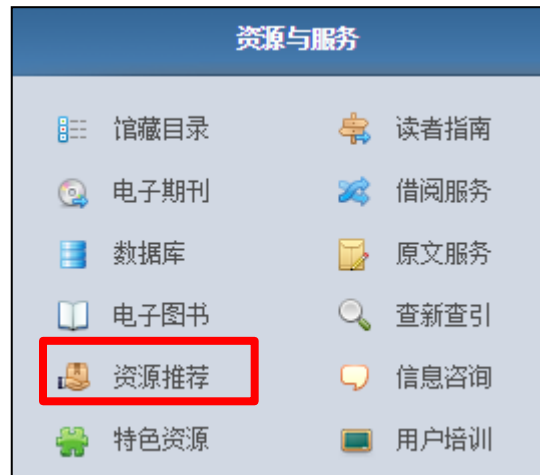 资源与服务
馆藏目录 读者指南
电子期刊 借阅服务
数据库 原文服务
电子图书 查新查引
资源推荐 信息咨询
特色资源 用户培训